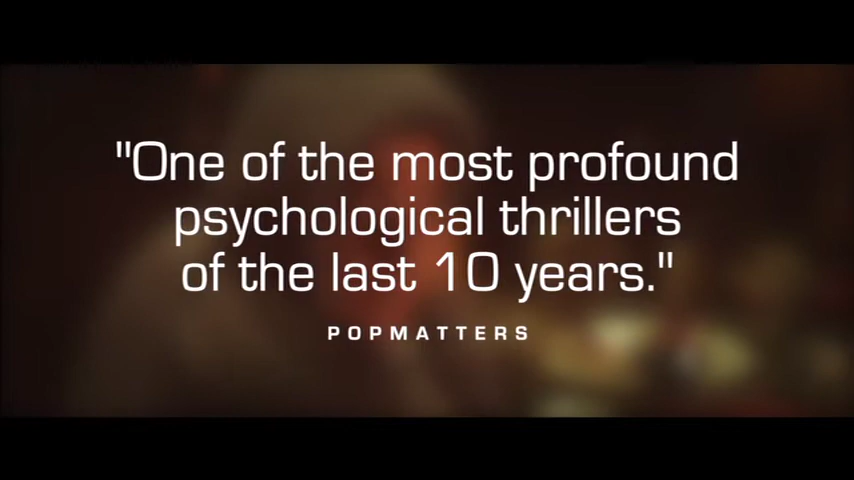 "One of the most profound
psychological thrillers
of the last 10 years."
POPMATTERS